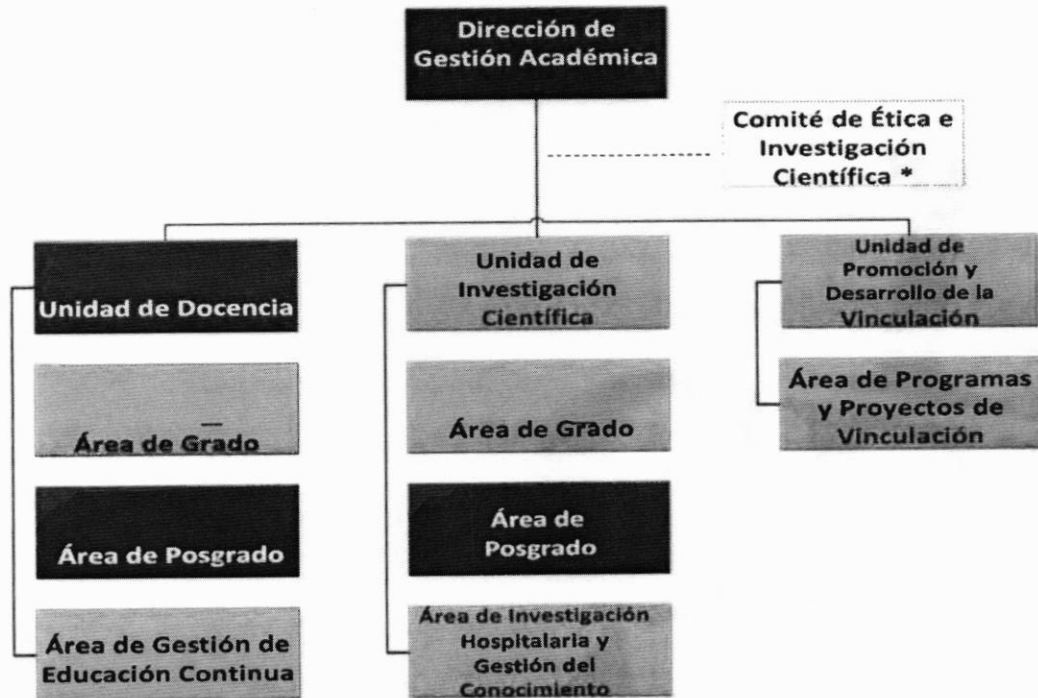 Dirección de
Gestión Académica
Comité de Ética e
Investigación
Científica *
Unidad de Docencia
Área de Grado
Área de Posgrado
Área de Gestión de
Educación Continua
Unidad de
Investigación
Científica
Área de Grado
Área de
Posgrado
Área de Investigación
Hospitalaria y
Gestión del
Conocimiento
Unidad de
Promoción y
Desarrollo de la
Vinculación
Área de Programas
y Proyectos de
Vinculación